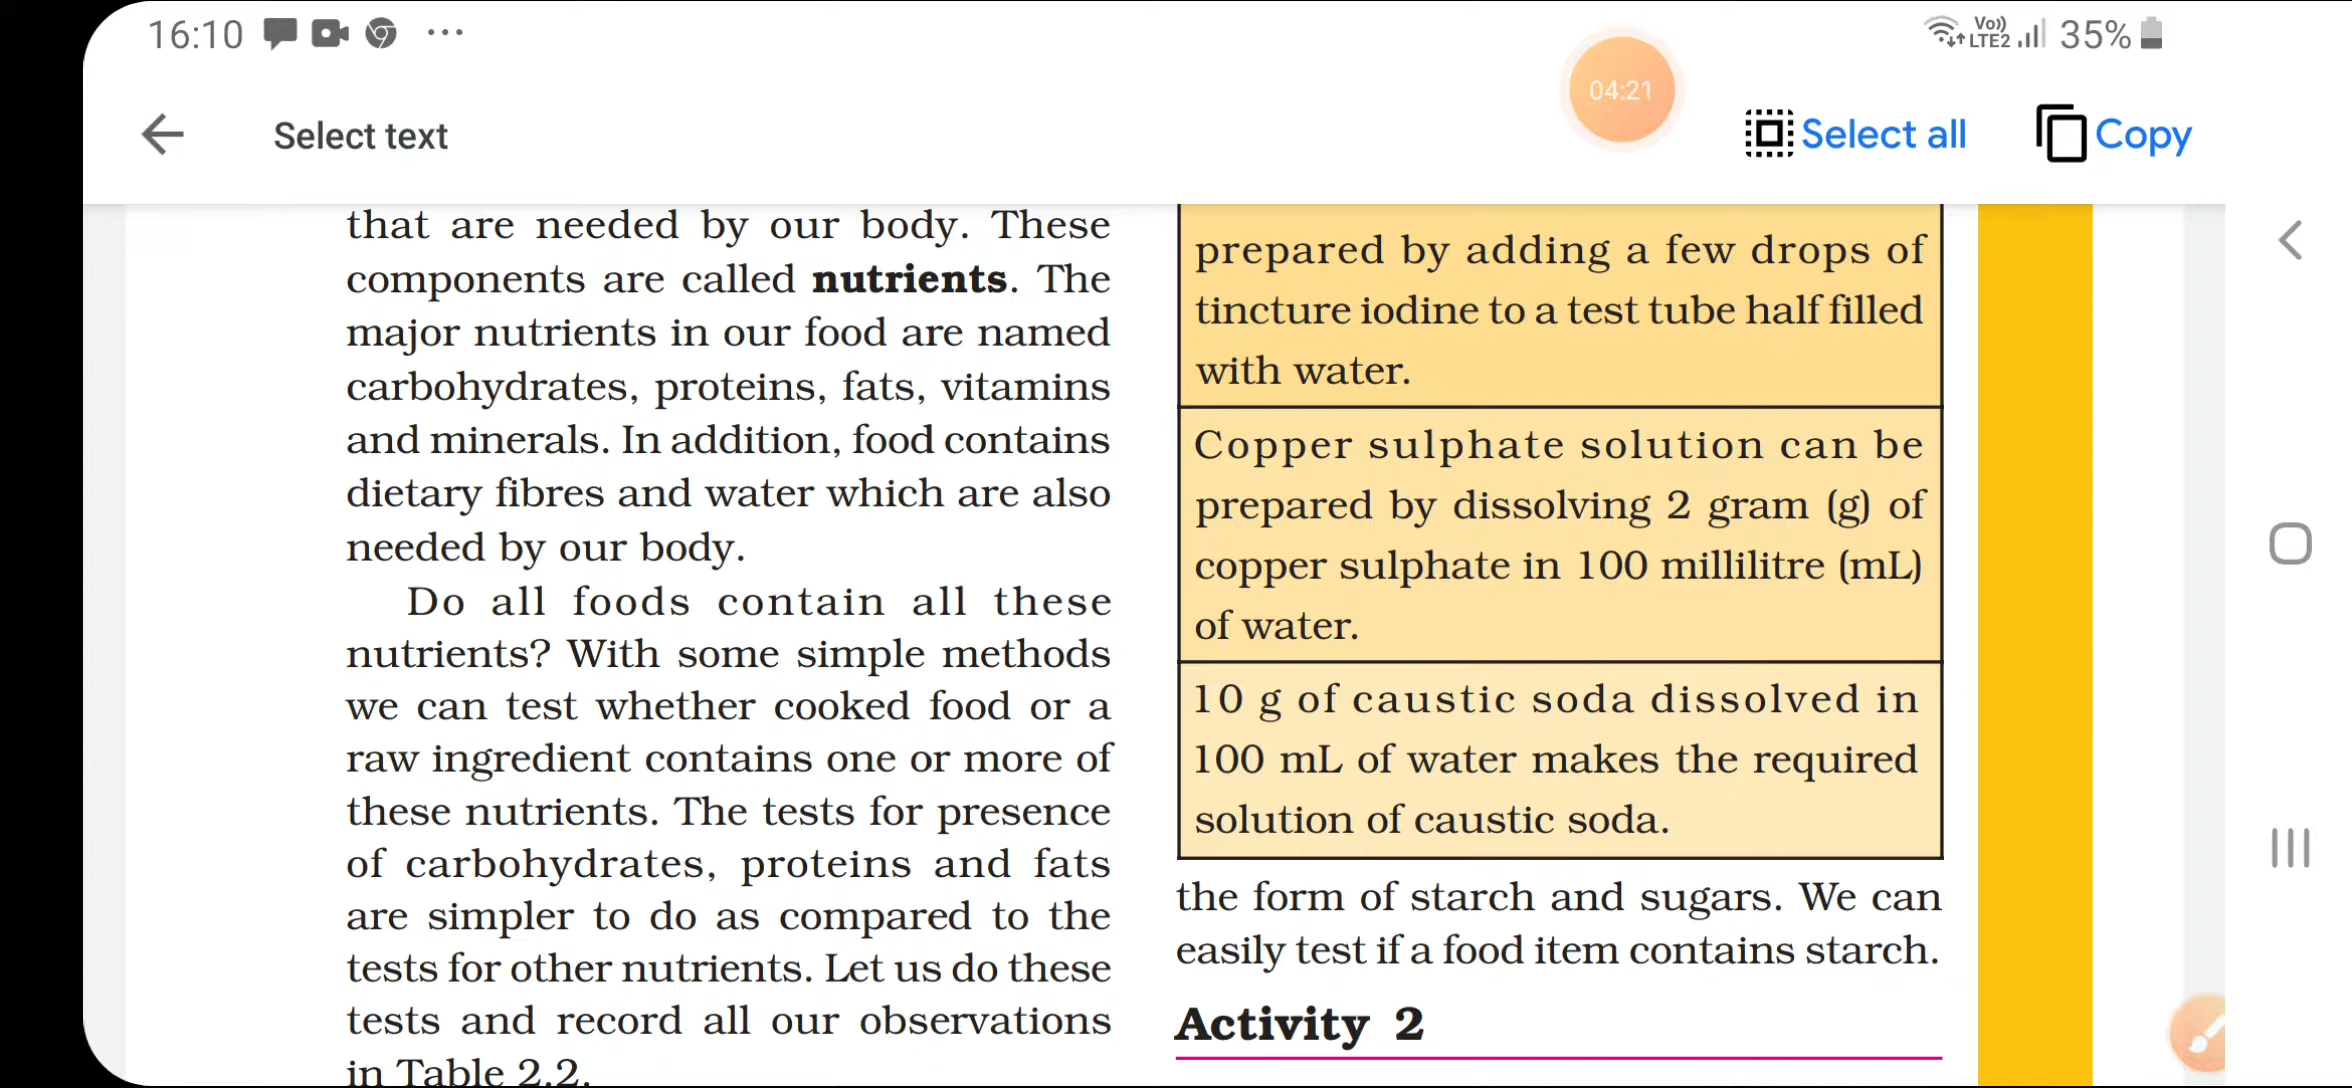 16:10
Vo)) LTE2 35%
04:21
Select text
Select all
Copy
that are needed by our body. These
components are called nutrients. The
major nutrients in our food are named
carbohydrates, proteins, fats, vitamins
and minerals. In addition, food contains
dietary fibres and water which are also
needed by our body.
Do all foods contain all these
nutrients? With some simple methods
we can test whether cooked food or a
raw ingredient contains one or more of
these nutrients. The tests for presence
of carbohydrates, proteins and fats
are simpler to do as compared to the
tests for other nutrients. Let us do these
tests and record all our observations
in Table 2.2.
prepared by adding a few drops of
tincture iodine to a test tube half filled
with water.
Copper sulphate solution can be
prepared by dissolving 2 gram (g) of
copper sulphate in 100 millilitre (mL)
of water.
10 g of caustic soda dissolved in
100 mL of water makes the required
solution of caustic soda.
the form of starch and sugars. We can
easily test if a food item contains starch.
Activity 2